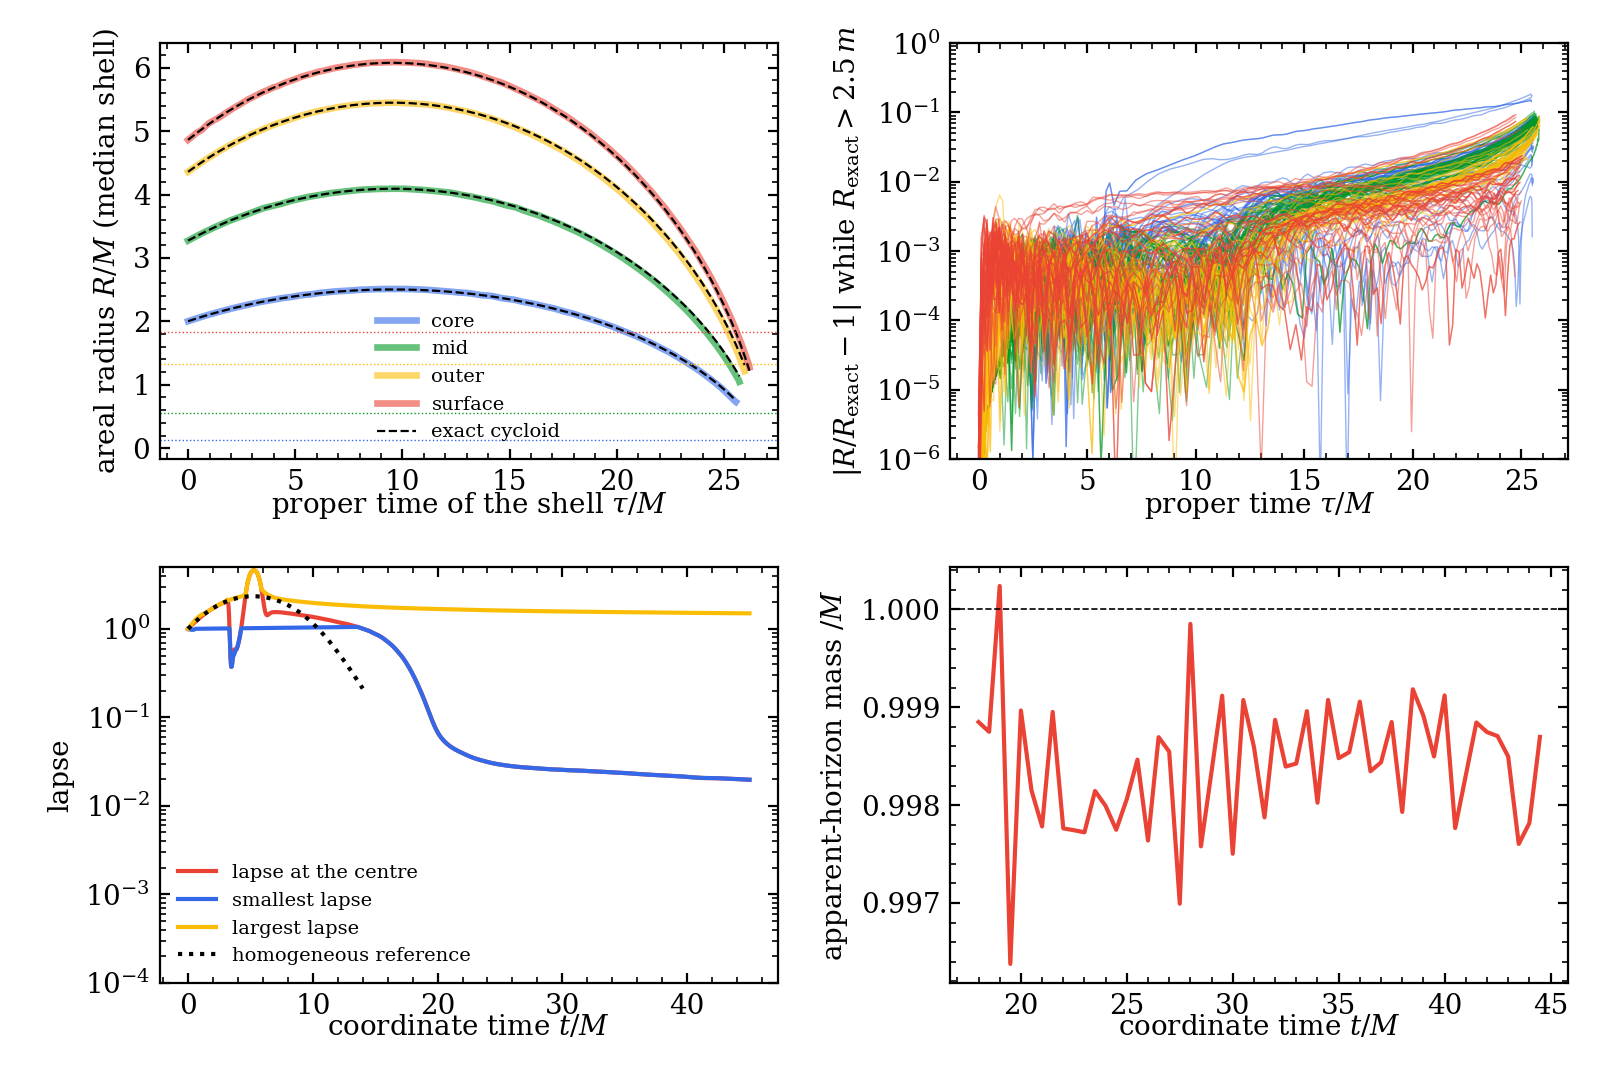 areal radius R/M (median shell)
6
5
4
3
2
1
0
core
mid
outer
surface
exact cycloid
0 5 10 15 20 25
proper time of the shell τ/M
|R/R_exact − 1| while R_exact > 2.5 m
10^0
10^−1
10^−2
10^−3
10^−4
10^−5
10^−6
0 5 10 15 20 25
proper time τ/M
lapse
10^0
10^−1
10^−2
10^−3
10^−4
lapse at the centre
smallest lapse
largest lapse
homogeneous reference
0 10 20 30 40
coordinate time t/M
apparent-horizon mass /M
1.000
0.999
0.998
0.997
20 25 30 35 40 45
coordinate time t/M